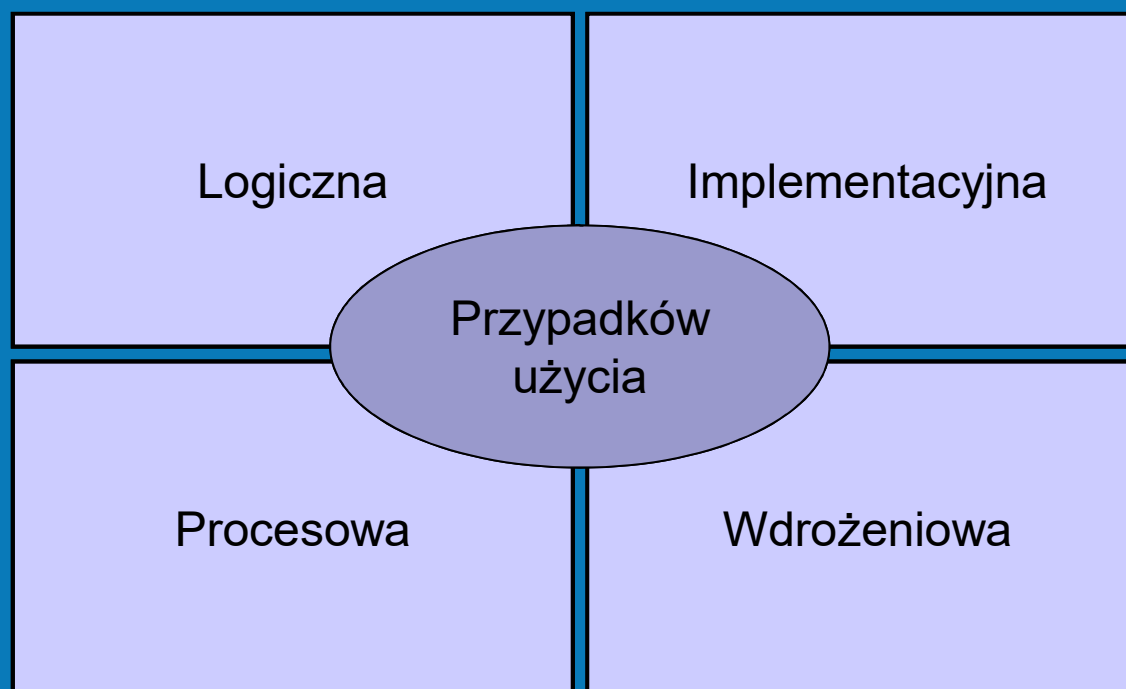 Logiczna
Implementacyjna
Przypadków
użycia
Procesowa
Wdrożeniowa